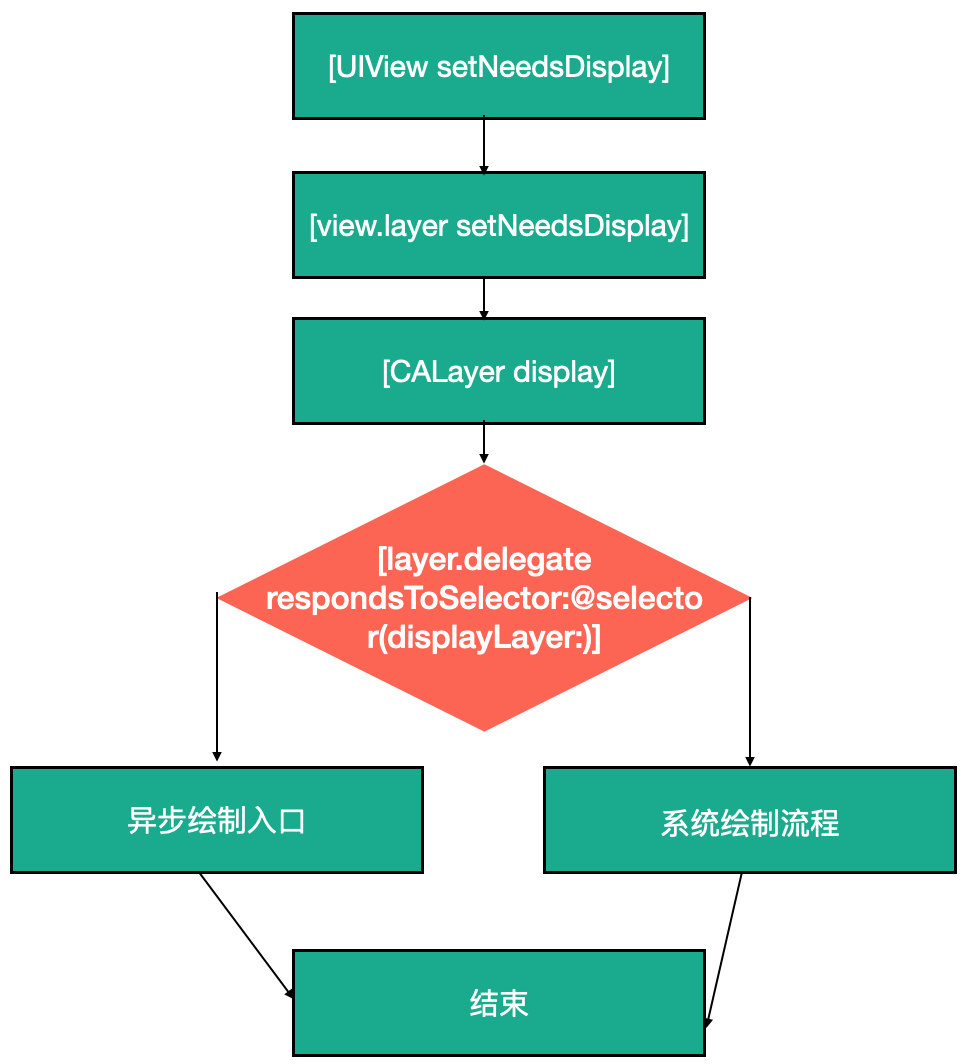 [UIView setNeedsDisplay]
[view.layer setNeedsDisplay]
[CALayer display]
[layer.delegate
respondsToSelector:@selecto
r(displayLayer:)]
异步绘制入口
系统绘制流程
结束